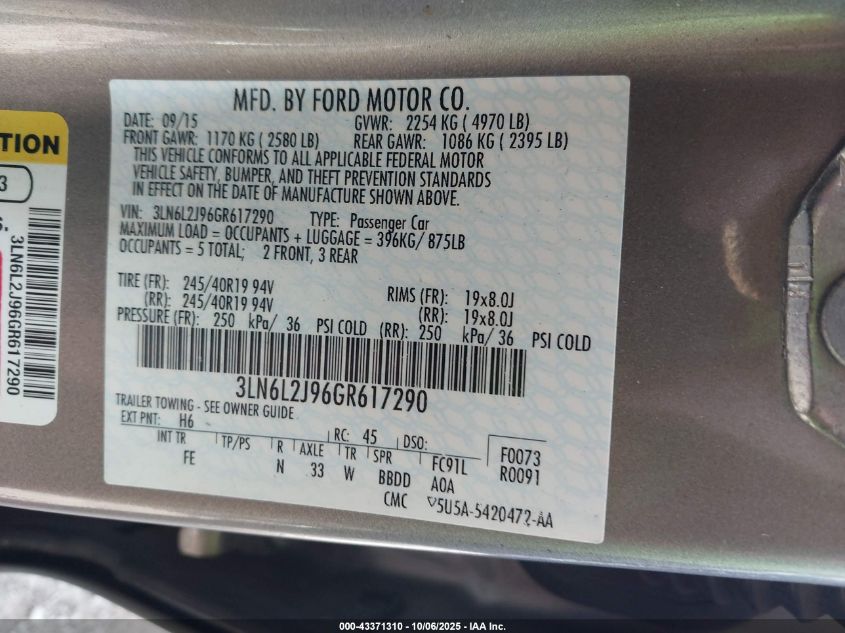 TION
3
S:
3LN6L2J96GR617290
MFD. BY FORD MOTOR CO.
DATE: 09/15 GVWR: 2254 KG ( 4970 LB)
FRONT GAWR: 1170 KG ( 2580 LB) REAR GAWR: 1086 KG ( 2395 LB)
THIS VEHICLE CONFORMS TO ALL APPLICABLE FEDERAL MOTOR
VEHICLE SAFETY, BUMPER, AND THEFT PREVENTION STANDARDS
IN EFFECT ON THE DATE OF MANUFACTURE SHOWN ABOVE.
VIN: 3LN6L2J96GR617290 TYPE: Passenger Car
MAXIMUM LOAD = OCCUPANTS + LUGGAGE = 396KG/ 875LB
OCCUPANTS = 5 TOTAL; 2 FRONT, 3 REAR
TIRE (FR): 245/40R19 94V RIMS (FR): 19x8.0J
(RR): 245/40R19 94V (RR): 19x8.0J
PRESSURE (FR): 250 kPa/ 36 PSI COLD (RR): 250 kPa/ 36 PSI COLD
3LN6L2J96GR617290
TRAILER TOWING - SEE OWNER GUIDE
EXT PNT: H6 RC: 45 DSO: F0073
INT TR TP/PS R AXLE TR SPR FC91L R0091
FE N 33 W BBDD AOA
CMC 5U5A-5420472-AA
000-43371310 | 10/06/2025 - IAA Inc.